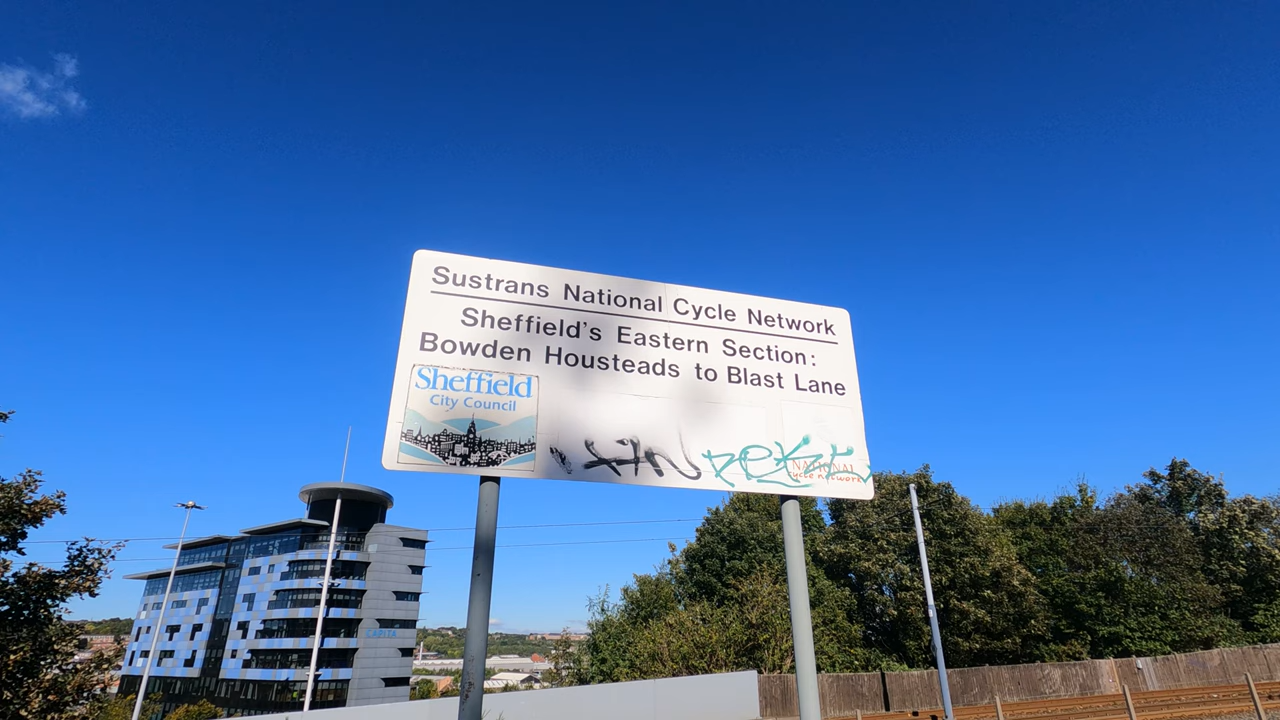 Sustrans National Cycle Network
Sheffield's Eastern Section:
Bowden Housteads to Blast Lane
Sheffield
City Council
NATIONAL
cycle network
CAPITA